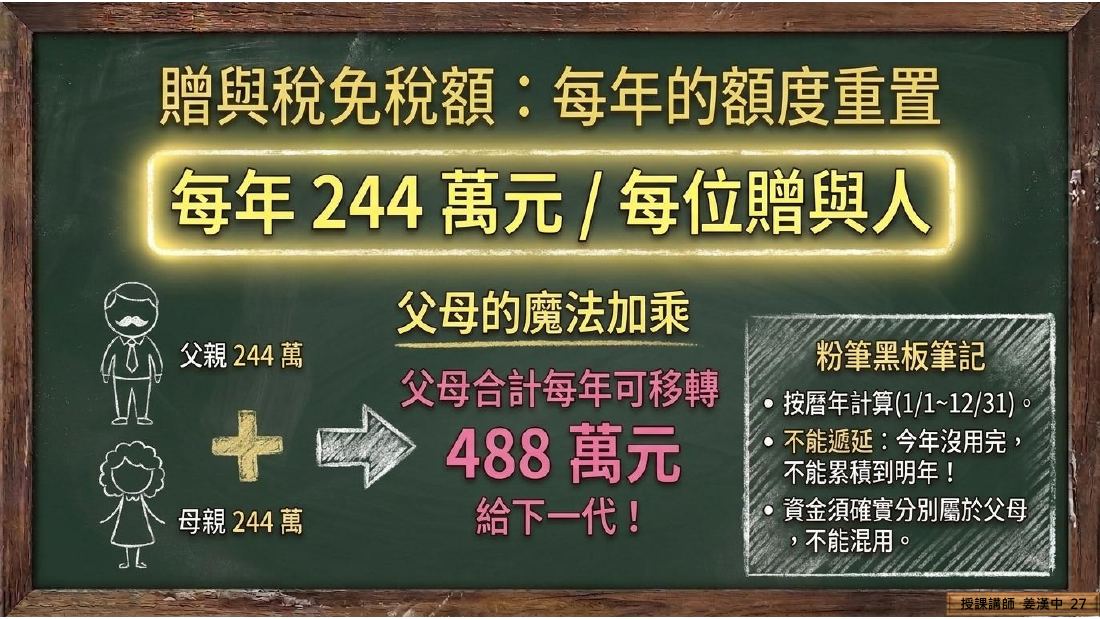 贈與稅免稅額：每年的額度重置
每年 244 萬元 / 每位贈與人
父母的魔法加乘
父親 244 萬
母親 244 萬
父母合計每年可移轉
488 萬元
給下一代！
粉筆黑板筆記
• 按曆年計算(1/1~12/31)。
• 不能遞延：今年沒用完，
不能累積到明年！
• 資金須確實分別屬於父母
，不能混用。
授課講師 姜漢中 27